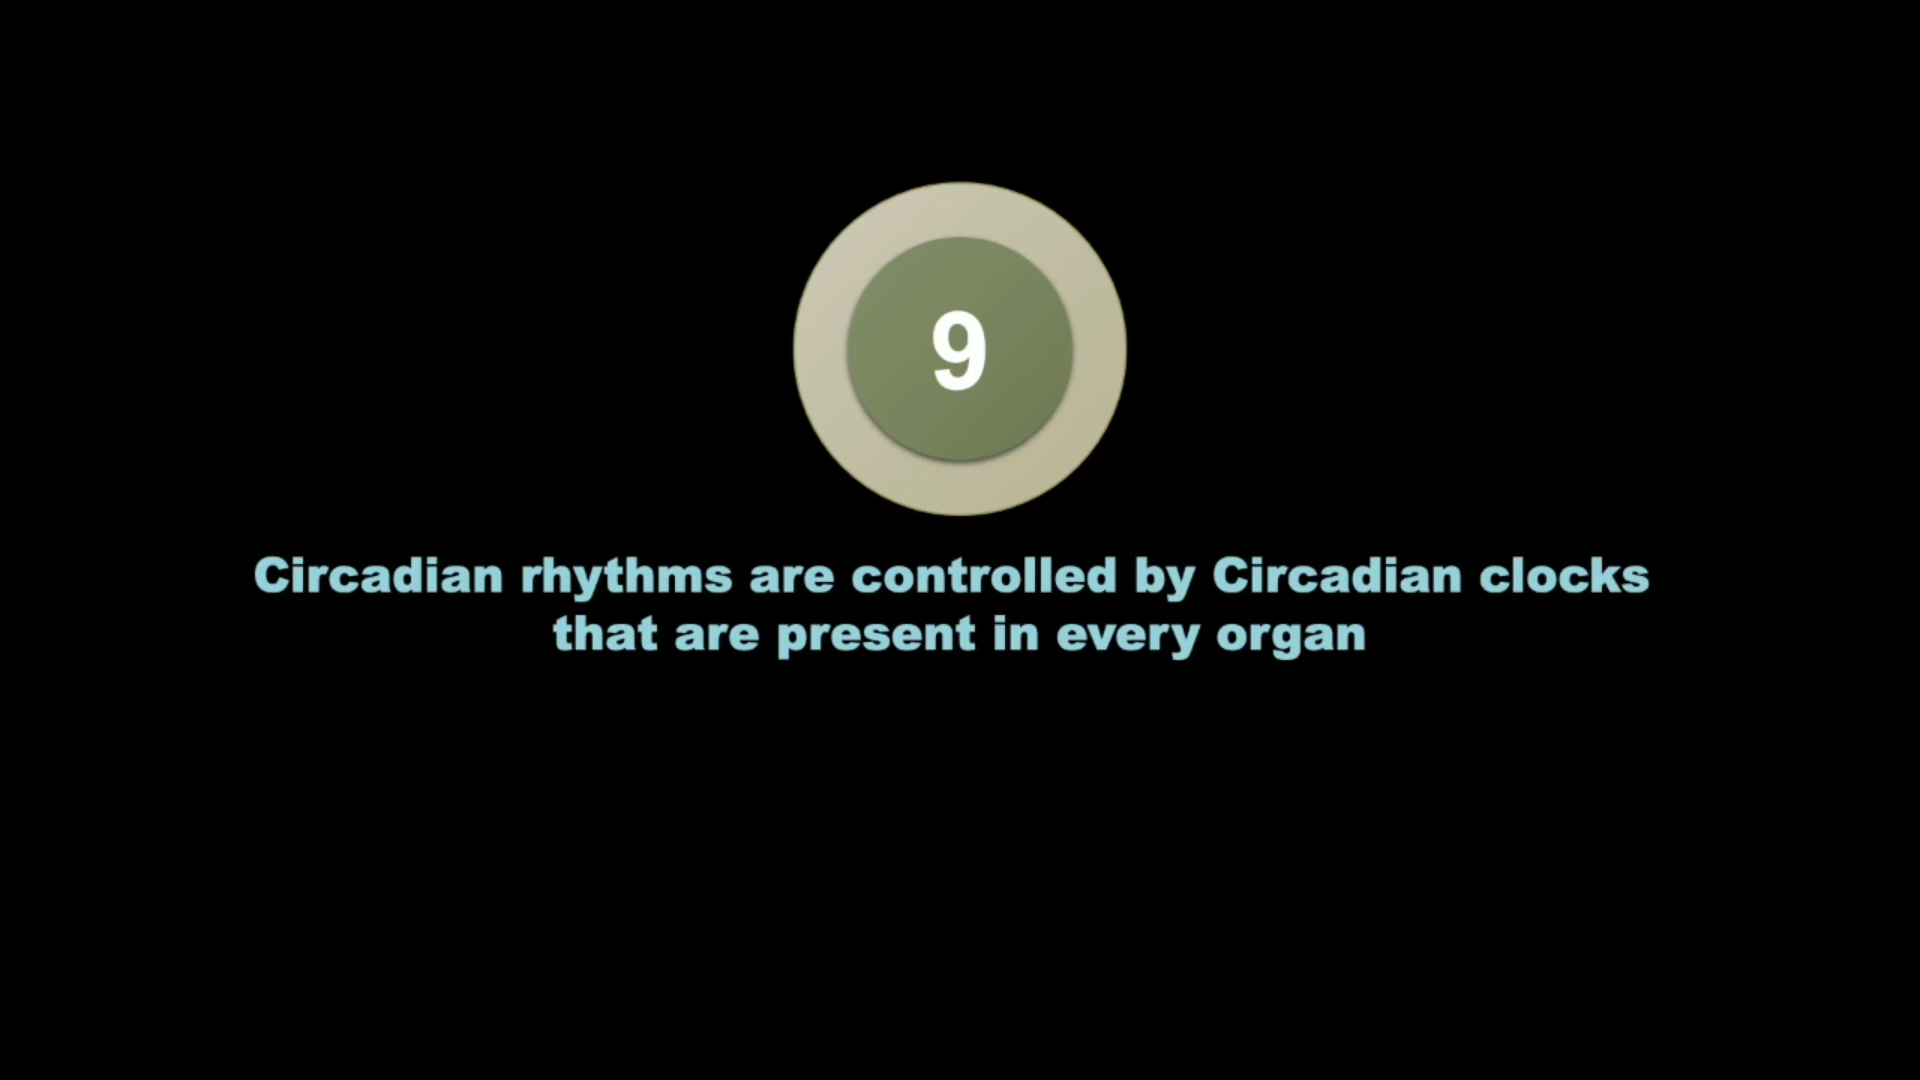 9
Circadian rhythms are controlled by Circadian clocks
that are present in every organ